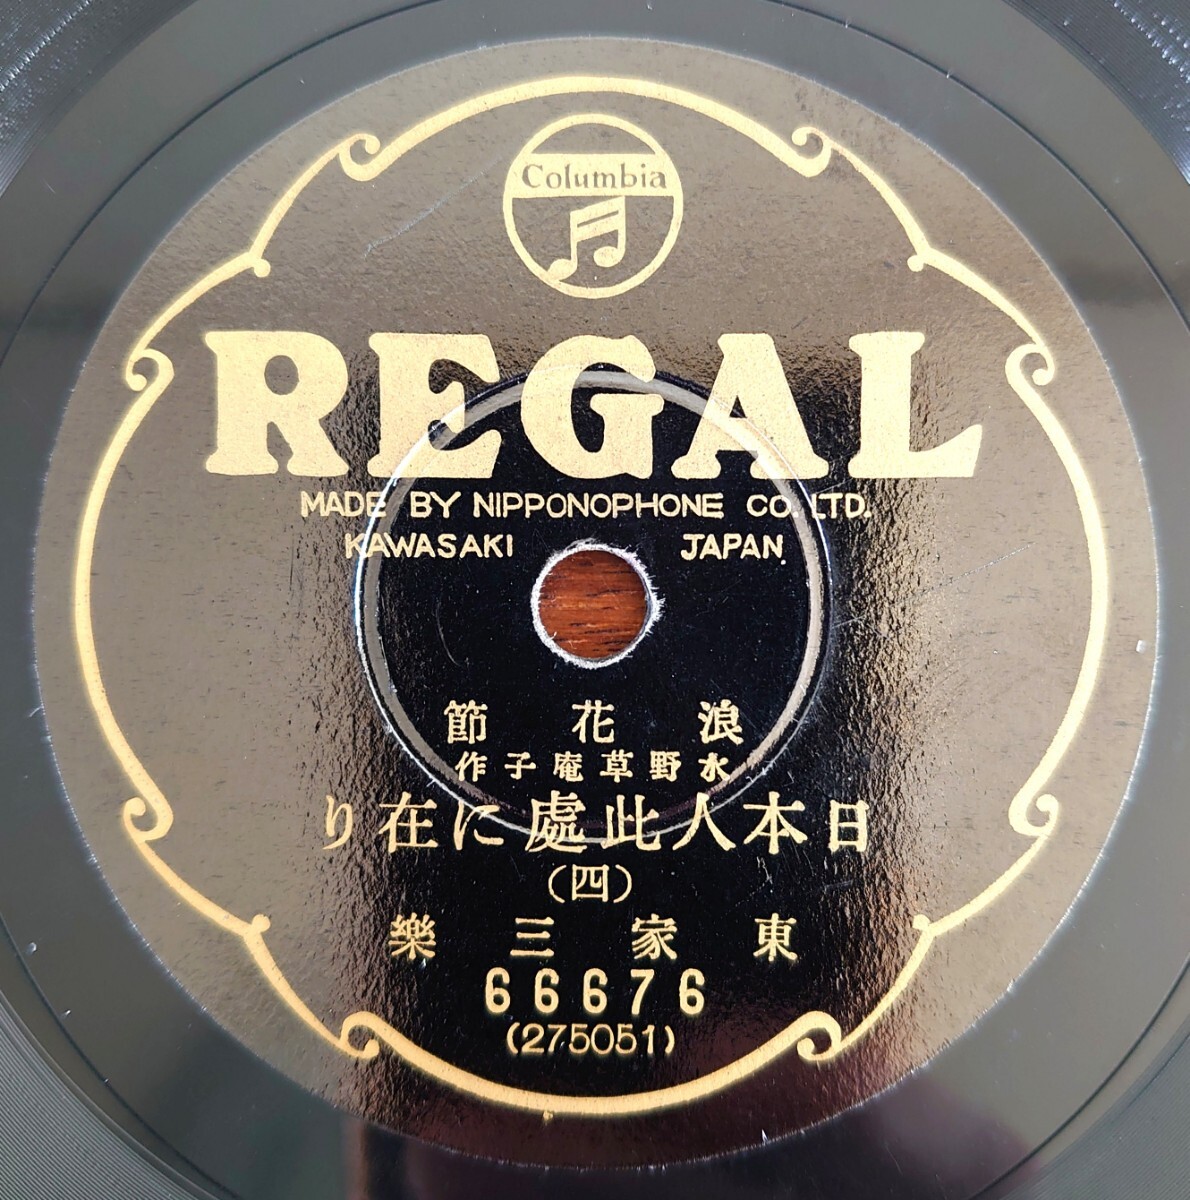 Columbia
REGAL
MADE BY NIPPONOPHONE CO. LTD.
KAWASAKI JAPAN
浪花節
水野草庵子作
日本人此處に在り
(四)
東家三樂
66676
(275051)